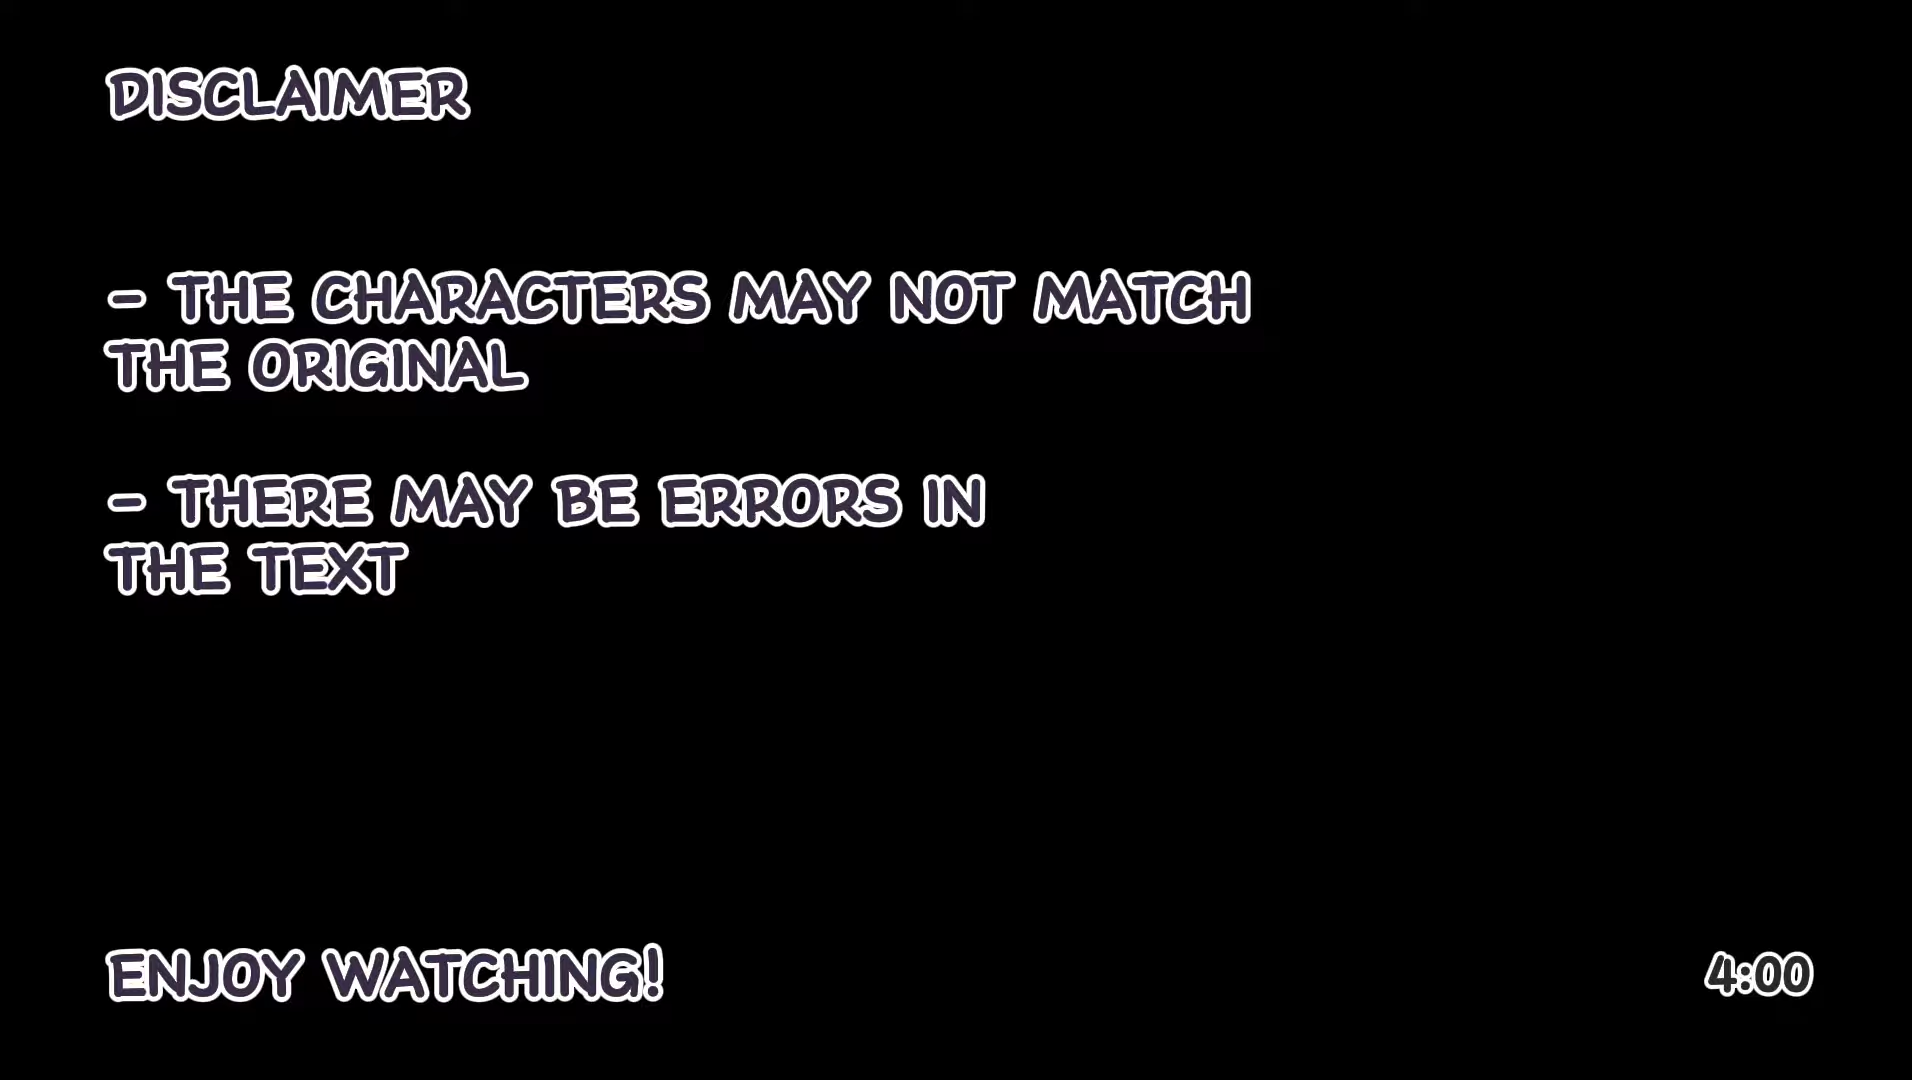 DISCLAIMER
- THE CHARACTERS MAY NOT MATCH
THE ORIGINAL
- THERE MAY BE ERRORS IN
THE TEXT
ENJOY WATCHING!
4:00